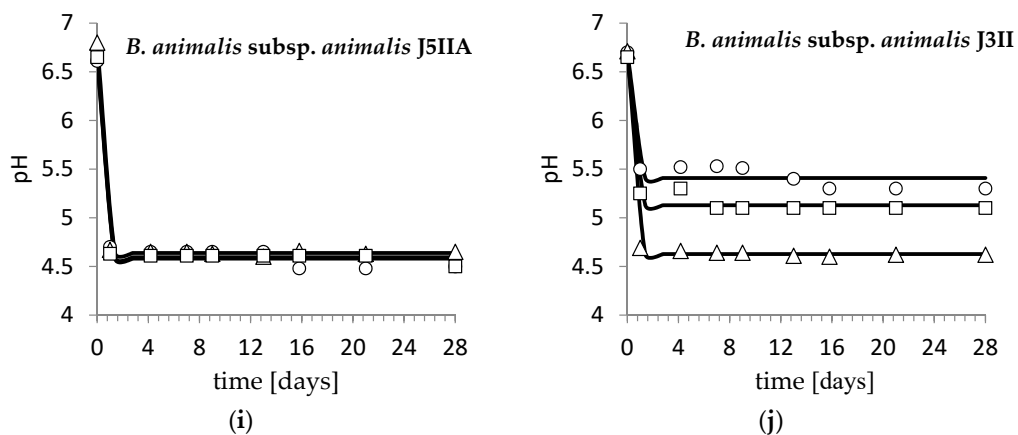 B. animalis subsp. animalis J5IIA
7
6.5
6
5.5
5
4.5
4
pH
0 4 8 12 16 20 24 28
time [days]
(i)
B. animalis subsp. animalis J3II
7
6.5
6
5.5
5
4.5
4
pH
0 4 8 12 16 20 24 28
time [days]
(j)